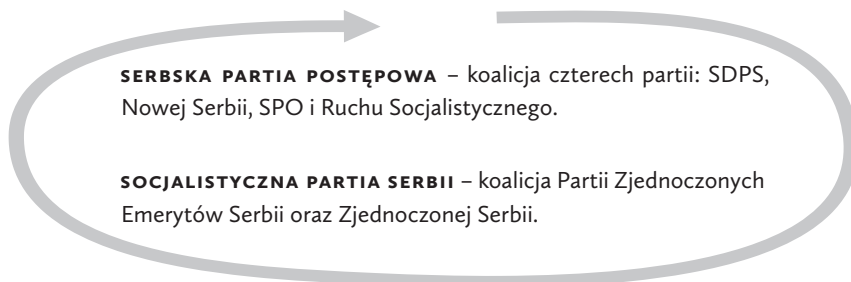 SERBSKA PARTIA POSTĘPOWA – koalicja czterech partii: SDPS,
Nowej Serbii, SPO i Ruchu Socjalistycznego.
SOCJALISTYCZNA PARTIA SERBII – koalicja Partii Zjednoczonych
Emerytów Serbii oraz Zjednoczonej Serbii.